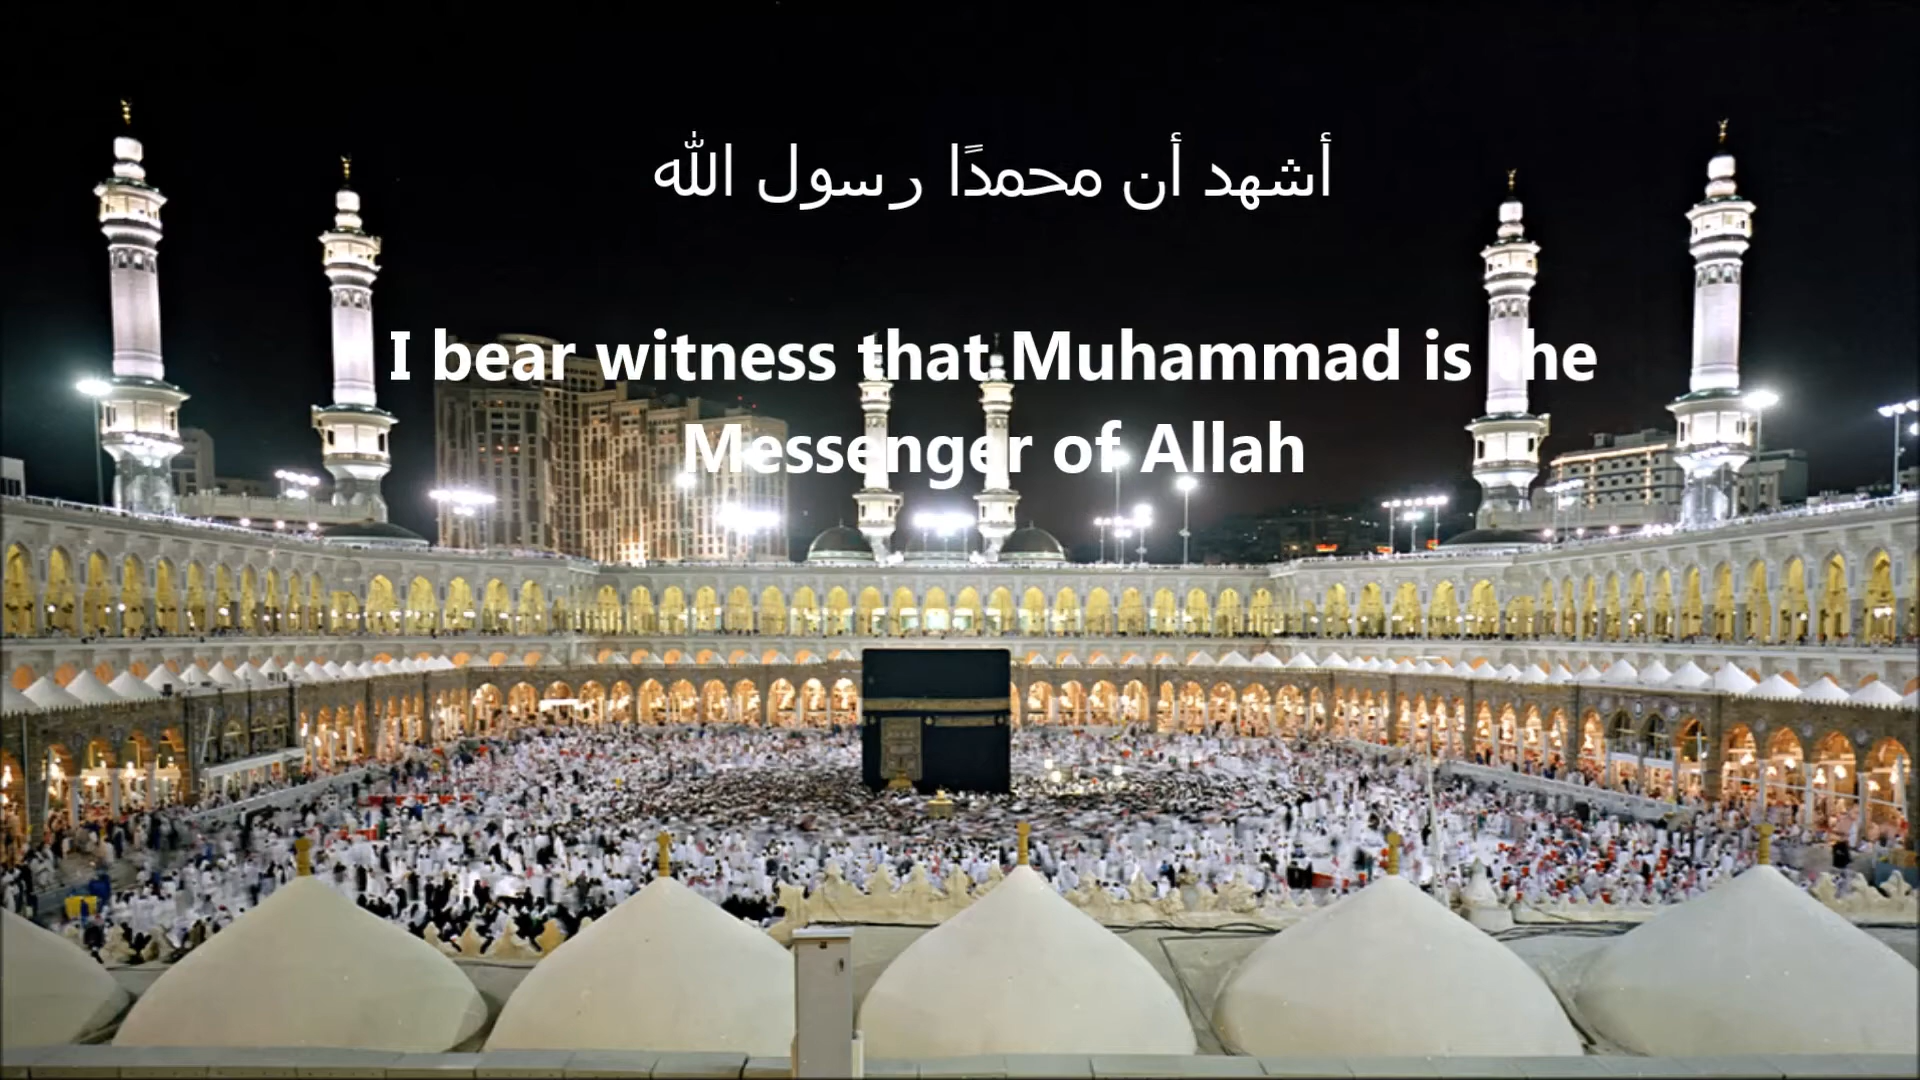 أشهد أن محمدًا رسول الله
I bear witness that Muhammad is the
Messenger of Allah